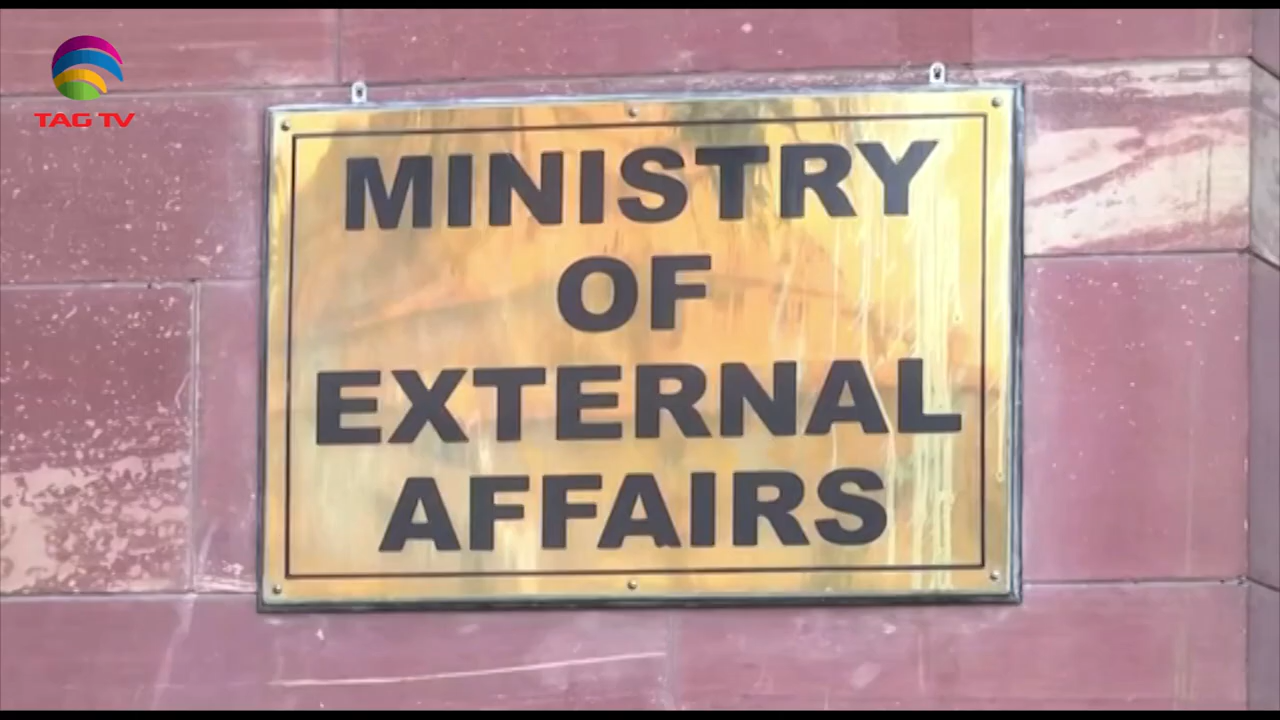 TAG TV
MINISTRY
OF
EXTERNAL
AFFAIRS